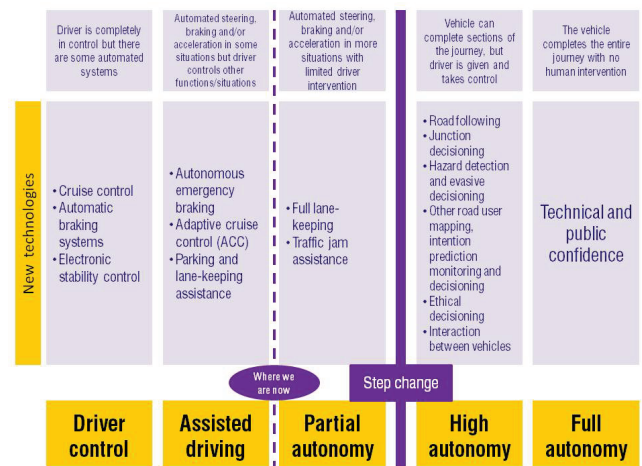 Driver is completely
in control but there
are some automated
systems
Automated steering,
braking and/or
acceleration in some
situations but driver
controls other
functions/situations
Automated steering,
braking and/or
acceleration in more
situations with
limited driver
intervention
Vehicle can
complete sections of
the journey, but
driver is given and
takes control
The vehicle
completes the entire
journey with no
human intervention
New technologies
• Cruise control
• Automatic
braking
systems
• Electronic
stability control
• Autonomous
emergency
braking
• Adaptive cruise
control (ACC)
• Parking and
lane-keeping
assistance
• Full lane-
keeping
• Traffic jam
assistance
• Road following
• Junction
decisioning
• Hazard detection
and evasive
decisioning
• Other road user
mapping,
intention
prediction
monitoring and
decisioning
• Ethical
decisioning
• Interaction
between vehicles
Technical and
public
confidence
Where we
are now
Step change
Driver
control
Assisted
driving
Partial
autonomy
High
autonomy
Full
autonomy